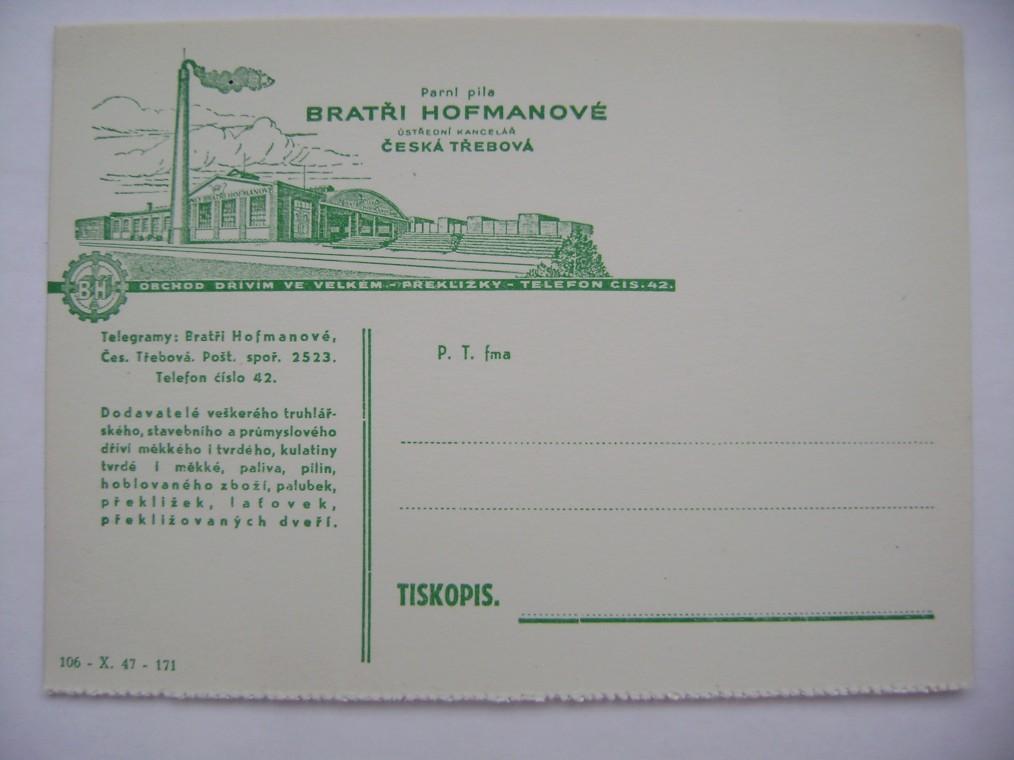 Parní pila
BRATŘI HOFMANOVÉ
ÚSTŘEDNÍ KANCELÁŘ
ČESKÁ TŘEBOVÁ
BRATŘI HOFMANOVÉ
BH
OBCHOD DŘÍVÍM VE VELKÉM - PŘEKLIŽKY - TELEFON ČÍS. 42.
Telegramy: Bratři Hofmanové,
Čes. Třebová. Pošt. spoř. 2523.
Telefon číslo 42.
Dodavatelé veškerého truhlář-
ského, stavebního a průmyslového
dříví měkkého i tvrdého, kulatiny
tvrdé i měkké, paliva, pilin,
hoblovaného zboží, palubek,
překližek, laťovek,
překližovaných dveří.
P. T. fma
TISKOPIS.
106 - X. 47 - 171